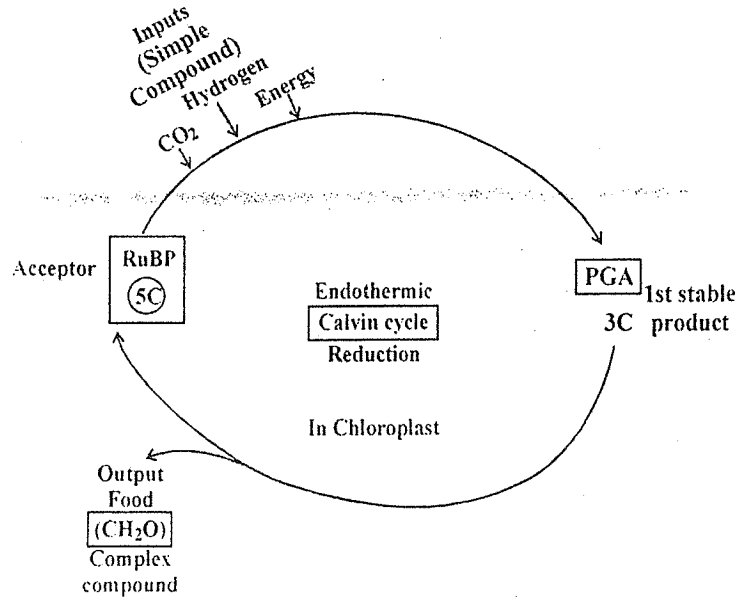 Inputs
(Simple
Compound)
Hydrogen
Energy
CO₂
Acceptor
RuBP
5C
PGA
1st stable
3C product
Endothermic
Calvin cycle
Reduction
In Chloroplast
Output
Food
(CH₂O)
Complex
compound